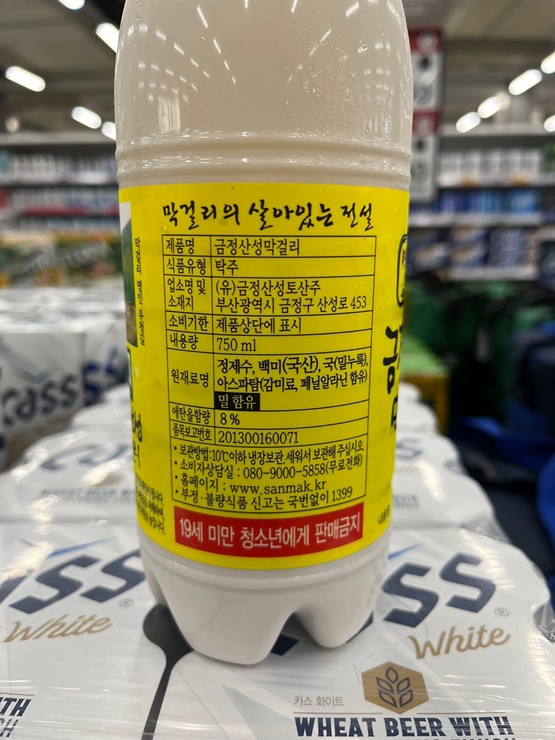 막걸리의 살아있는 전설
제품명 금정산성막걸리
식품유형 탁주
업소명 및 소재지 (유)금정산성토산주
부산광역시 금정구 산성로 453
소비기한 제품상단에 표시
내용량 750 ml
원재료명 정제수, 백미(국산), 국(밀누룩),
아스파탐(감미료, 페닐알라닌 함유)
밀 함유
에탄올함량 8%
품목보고번호 201300160071
• 보관방법:10℃이하 냉장보관, 세워서 보관해 주십시오.
• 소비자상담실 : 080-9000-5858(무료전화)
• 홈페이지 : www.sanmak.kr
• 부정·불량식품 신고는 국번없이 1399
19세 미만 청소년에게 판매금지
cass
cass
White
cass
White
카스 화이트
WHEAT BEER WITH